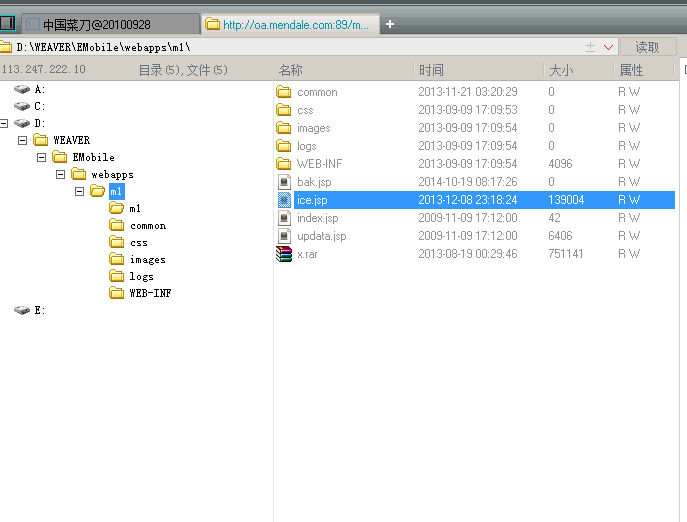 中国菜刀@20100928 http://oa.mendale.com:89/m...
D:\WEAVER\EMobile\webapps\m1\ 读取
113.247.222.10 目录(5),文件(5) 名称 时间 大小 属性
A:
C:
D:
WEAVER
EMobile
webapps
m1
m1
common
css
images
logs
WEB-INF
E:
common 2013-11-21 03:20:29 0 R W
css 2013-09-09 17:09:53 0 R W
images 2013-09-09 17:09:54 0 R W
logs 2013-09-09 17:09:54 0 R W
WEB-INF 2013-09-09 17:09:54 4096 R W
bak.jsp 2014-10-19 08:17:26 0 R W
ice.jsp 2013-12-08 23:18:24 139004 R W
index.jsp 2009-11-09 17:12:00 42 R W
updata.jsp 2009-11-09 17:12:00 6406 R W
x.rar 2013-08-19 00:29:46 751141 R W